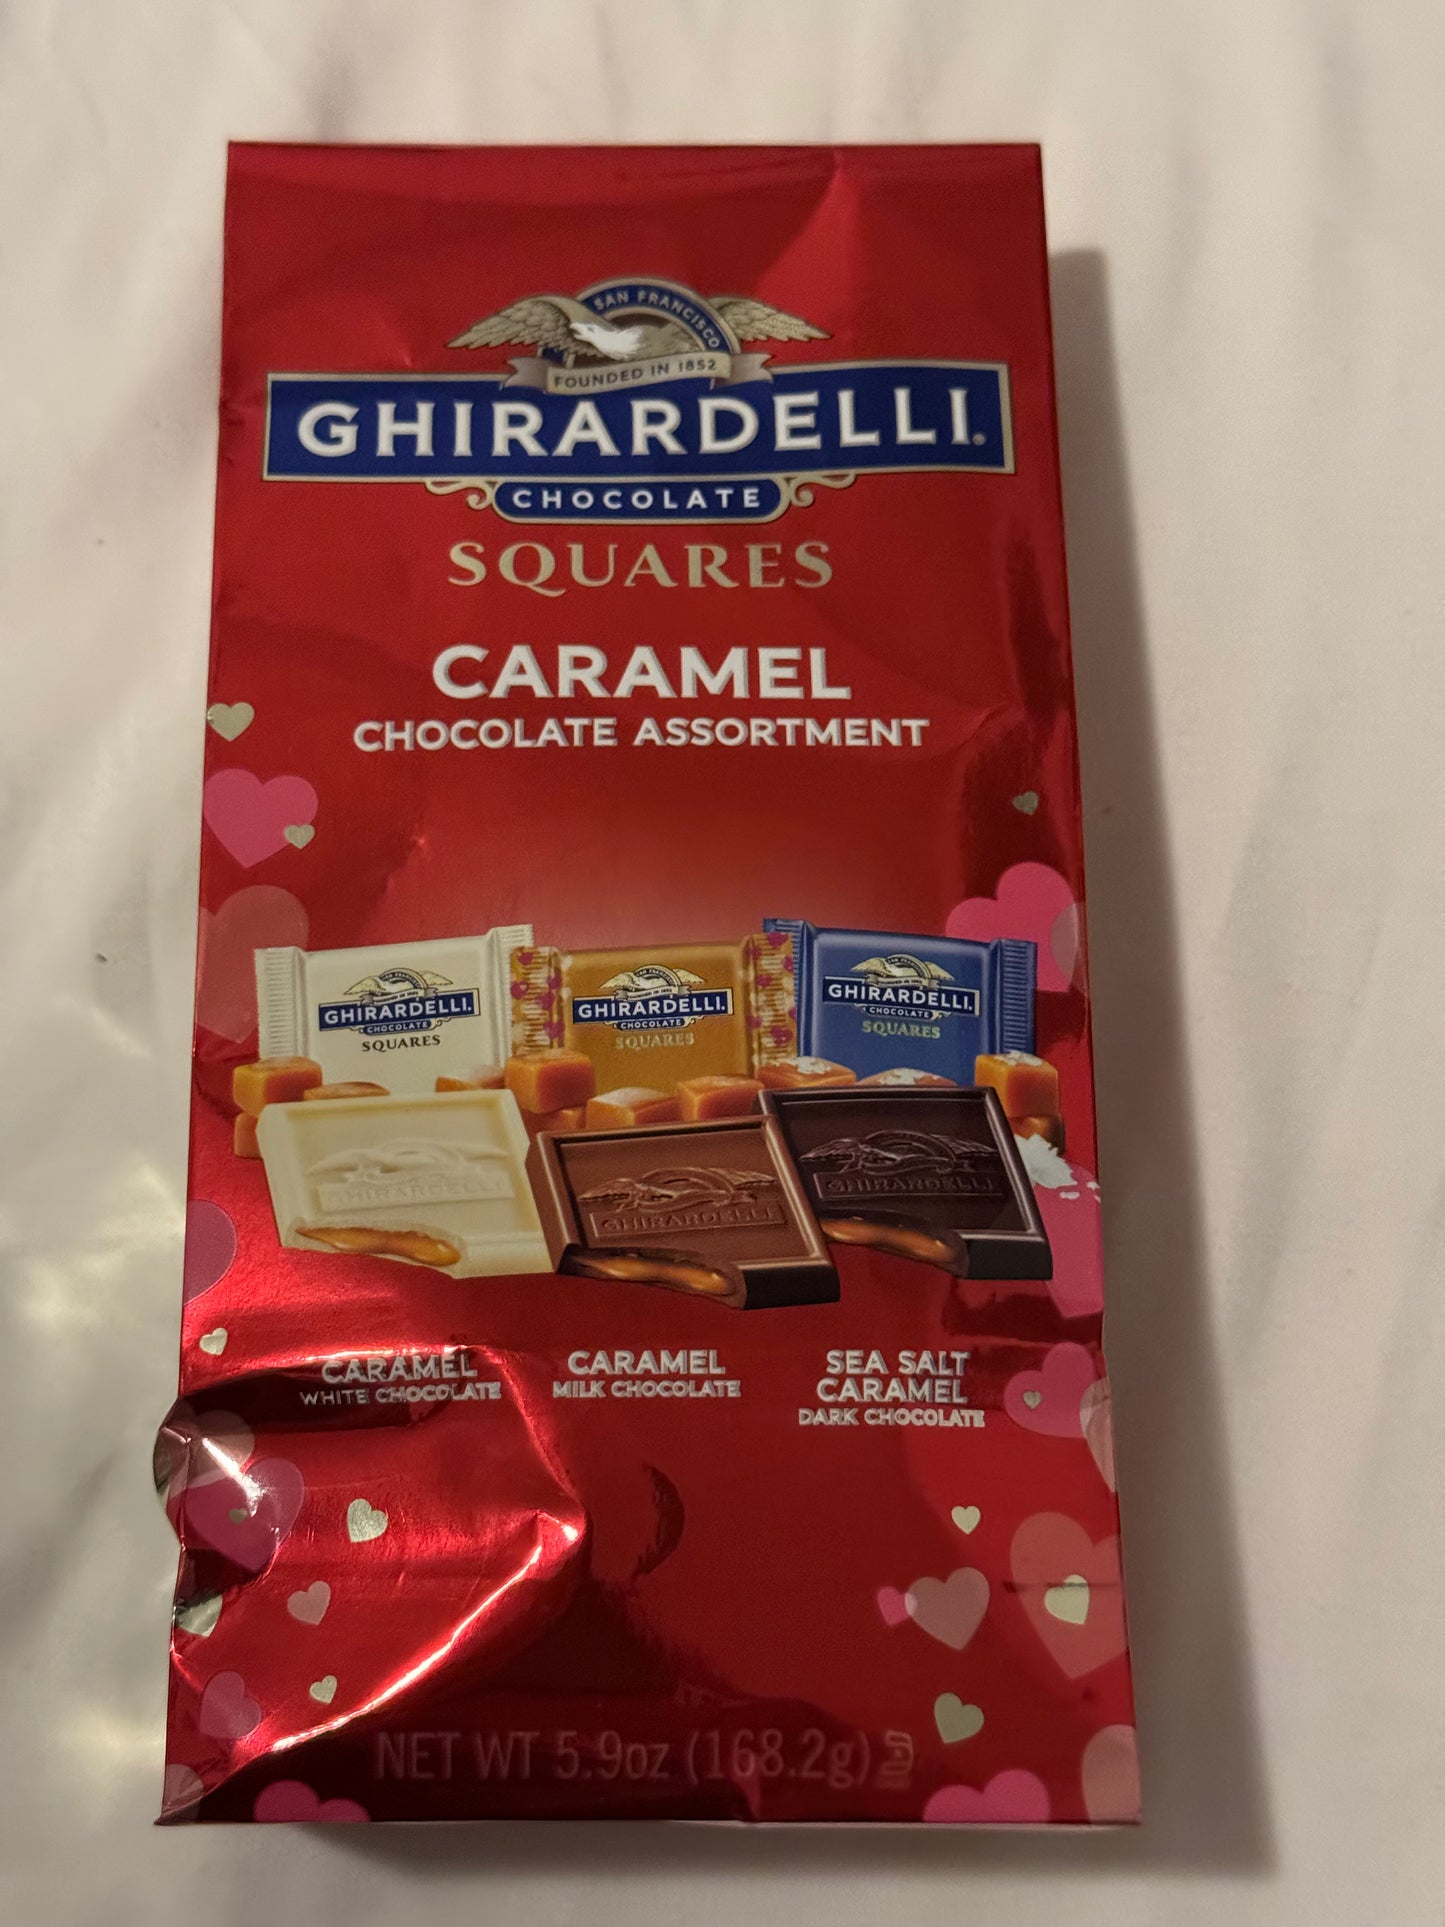 SAN FRANCISCO
FOUNDED IN 1852
GHIRARDELLI.
CHOCOLATE
SQUARES
CARAMEL
CHOCOLATE ASSORTMENT
GHIRARDELLI.
CHOCOLATE
SQUARES
GHIRARDELLI.
CHOCOLATE
SQUARES
GHIRARDELLI.
CHOCOLATE
SQUARES
GHIRARDELLI
GHIRARDELLI
GHIRARDELLI
CARAMEL
WHITE CHOCOLATE
CARAMEL
MILK CHOCOLATE
SEA SALT
CARAMEL
DARK CHOCOLATE
NET WT 5.9oz (168.2g)